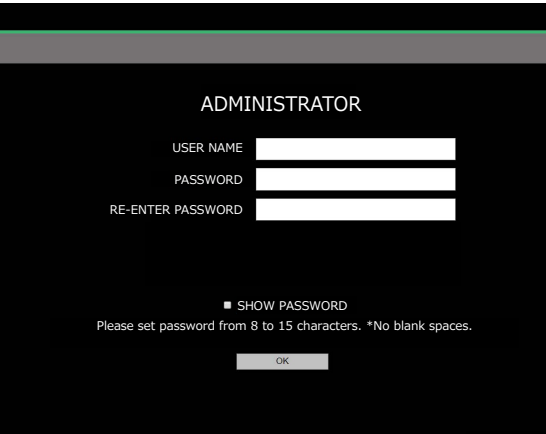 ADMINISTRATOR
USER NAME
PASSWORD
RE-ENTER PASSWORD
SHOW PASSWORD
Please set password from 8 to 15 characters. *No blank spaces.
OK